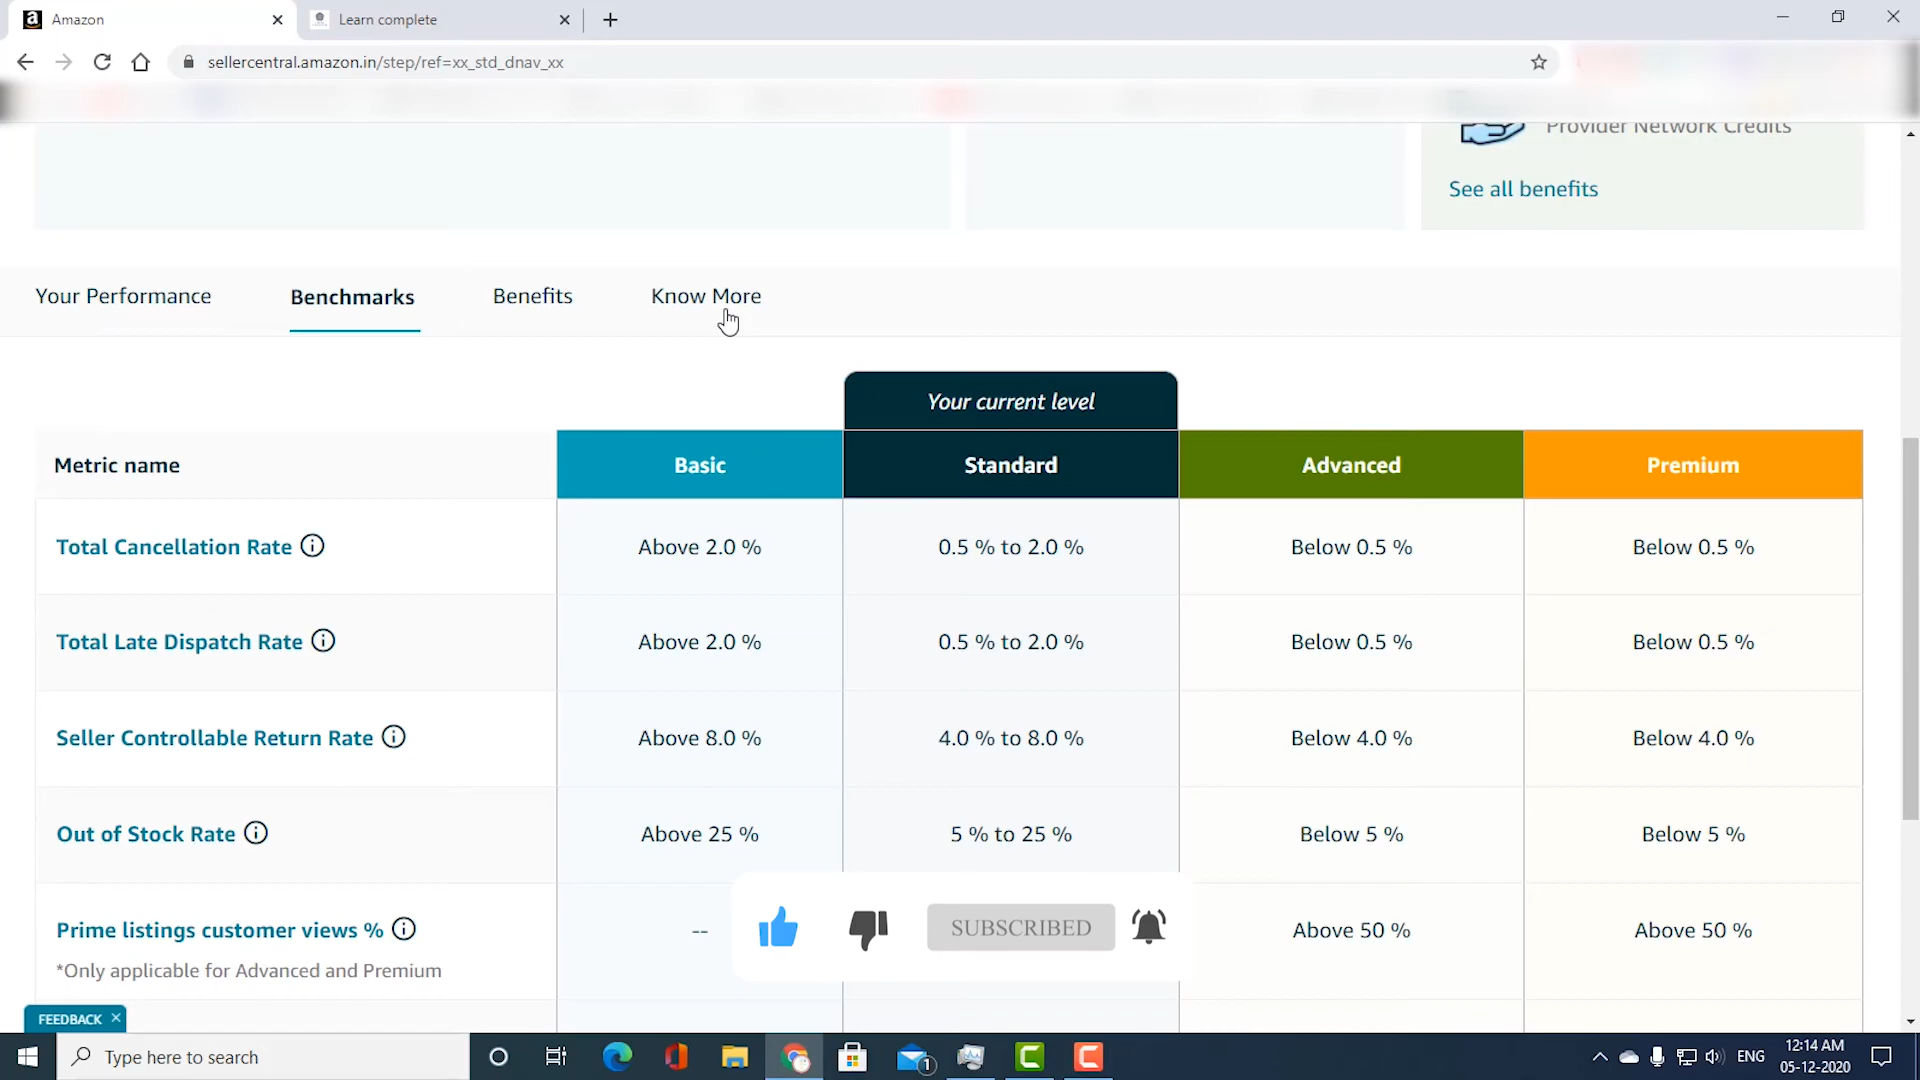 Amazon
Learn complete
sellercentral.amazon.in/step/ref=xx_std_dnav_xx
Provider Network Credits
See all benefits
Your Performance Benchmarks Benefits Know More
Your current level
Metric name Basic Standard Advanced Premium
Total Cancellation Rate Above 2.0 % 0.5 % to 2.0 % Below 0.5 % Below 0.5 %
Total Late Dispatch Rate Above 2.0 % 0.5 % to 2.0 % Below 0.5 % Below 0.5 %
Seller Controllable Return Rate Above 8.0 % 4.0 % to 8.0 % Below 4.0 % Below 4.0 %
Out of Stock Rate Above 25 % 5 % to 25 % Below 5 % Below 5 %
Prime listings customer views % -- Above 50 % Above 50 %
*Only applicable for Advanced and Premium
SUBSCRIBED
FEEDBACK
Type here to search
1
ENG
12:14 AM
05-12-2020